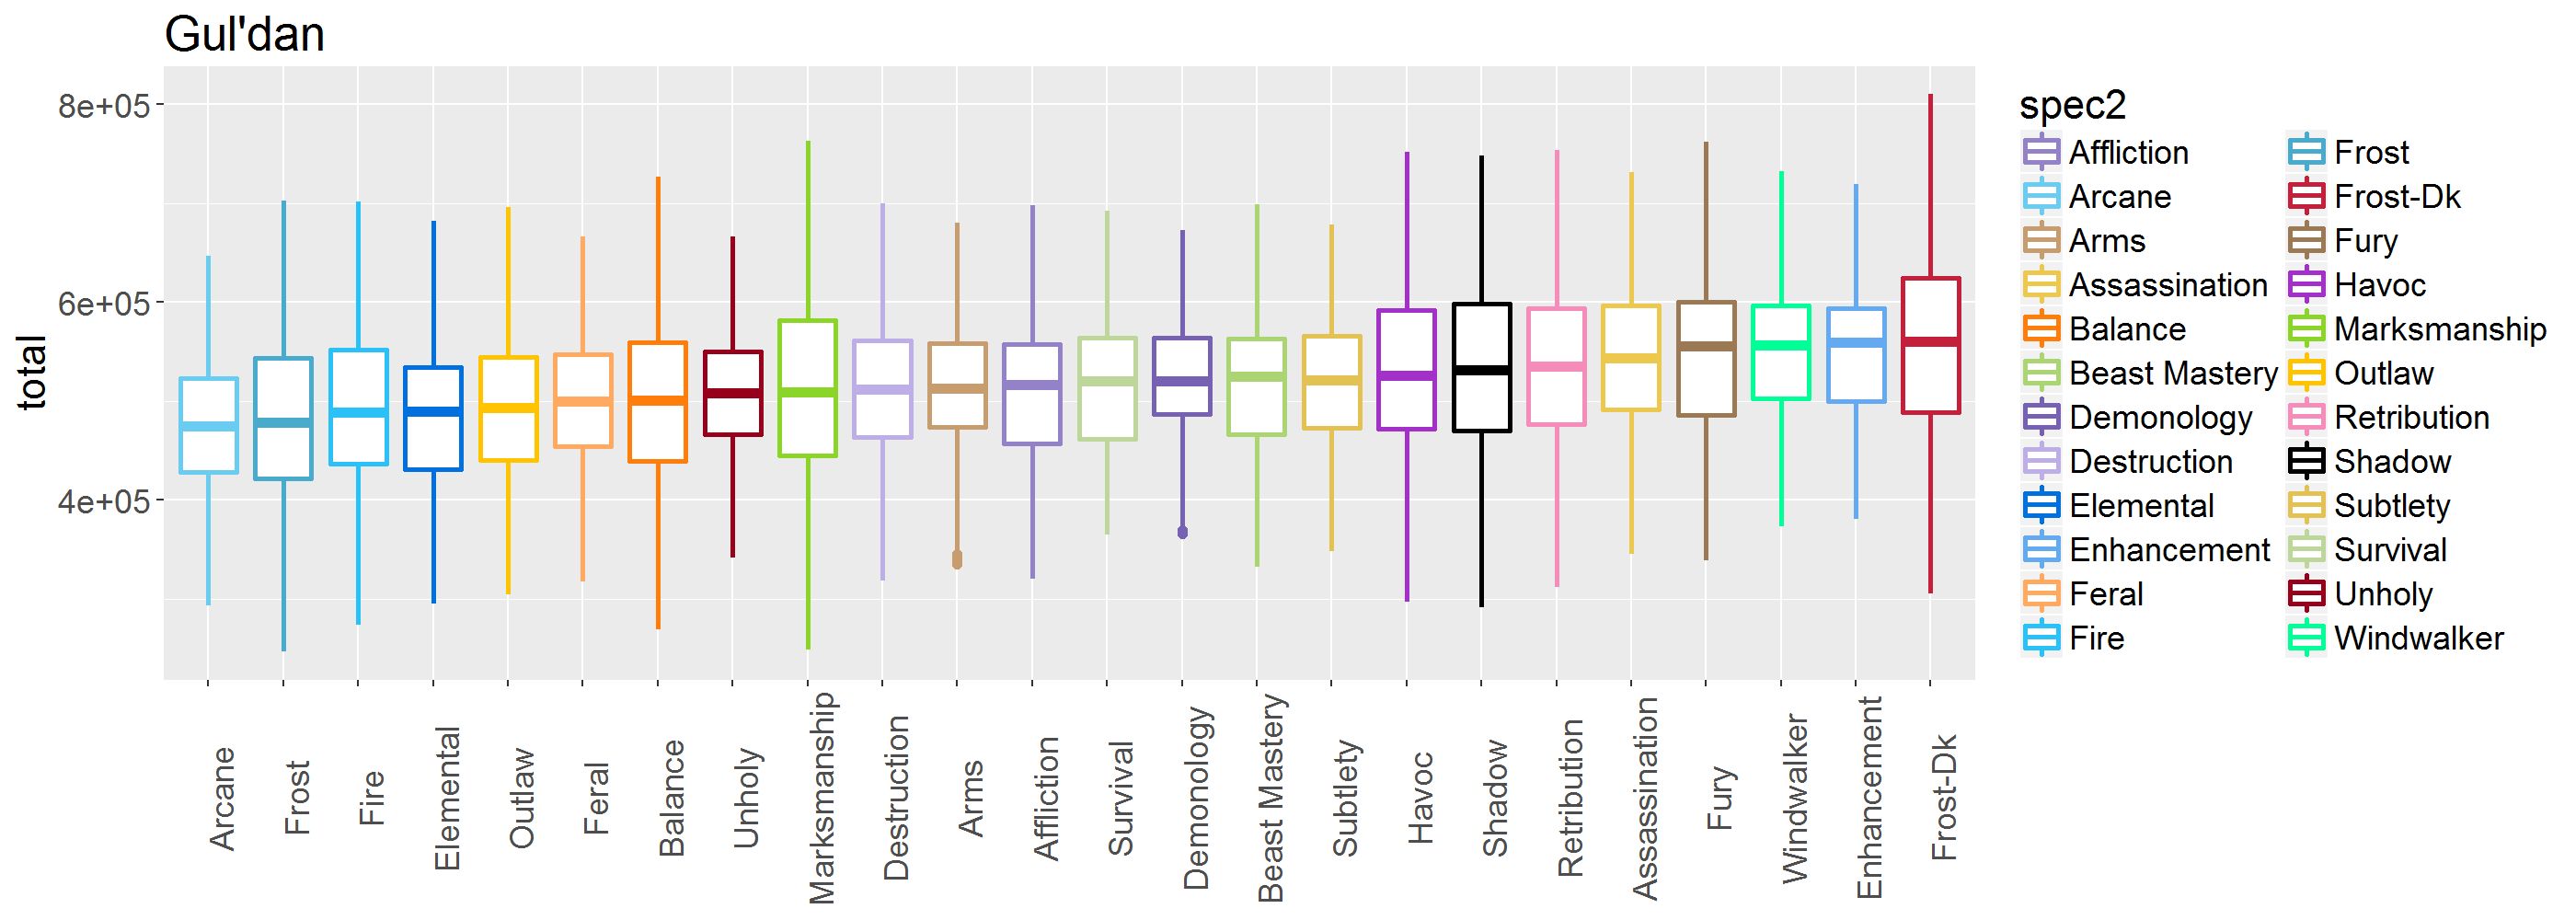 Gul'dan
total
8e+05
6e+05
4e+05
Arcane
Frost
Fire
Elemental
Outlaw
Feral
Balance
Unholy
Marksmanship
Destruction
Arms
Affliction
Survival
Demonology
Beast Mastery
Subtlety
Havoc
Shadow
Retribution
Assassination
Fury
Windwalker
Enhancement
Frost-Dk
spec2
Affliction
Arcane
Arms
Assassination
Balance
Beast Mastery
Demonology
Destruction
Elemental
Enhancement
Feral
Fire
Frost
Frost-Dk
Fury
Havoc
Marksmanship
Outlaw
Retribution
Shadow
Subtlety
Survival
Unholy
Windwalker